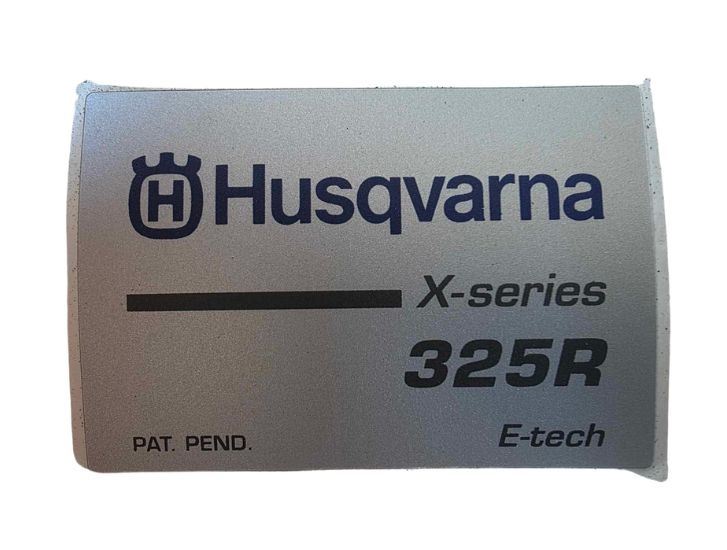 H Husqvarna
X-series
325R
PAT. PEND. E-tech